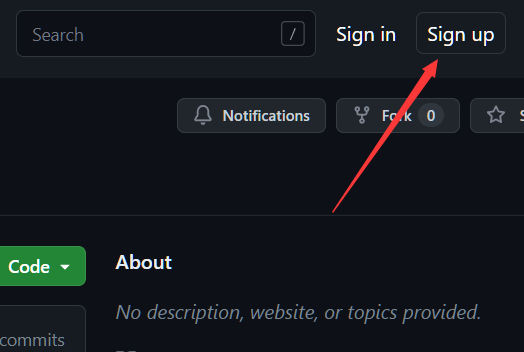 Search / Sign in Sign up
Notifications Fork 0
Code About
No description, website, or topics provided.
commits